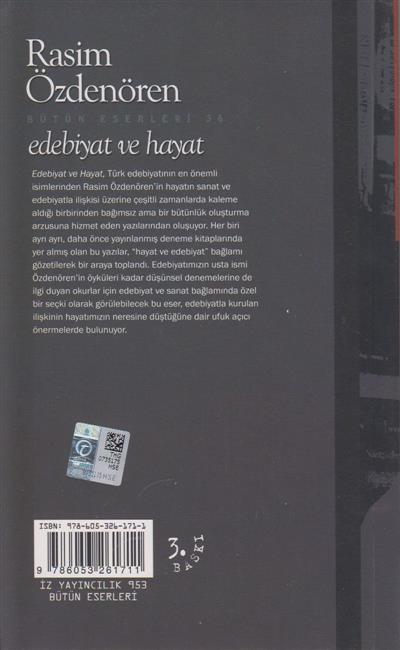 Rasim
Özdenören
BÜTÜN ESERLERİ 36
edebiyat ve hayat
Edebiyat ve Hayat, Türk edebiyatının en önemli
isimlerinden Rasim Özdenören'in hayatın sanat ve
edebiyatla ilişkisi üzerine çeşitli zamanlarda kaleme
aldığı birbirinden bağımsız ama bir bütünlük oluşturma
arzusuna hizmet eden yazılarından oluşuyor. Her biri
ayrı ayrı, daha önce yayınlanmış deneme kitaplarında
yer almış olan bu yazılar, “hayat ve edebiyat” bağlamı
gözetilerek bir araya toplandı. Edebiyatımızın usta ismi
Özdenören'in öyküleri kadar düşünsel denemelerine de
ilgi duyan okurlar için edebiyat ve sanat bağlamında özel
bir seçki olarak görülebilecek bu eser, edebiyatla kurulan
ilişkinin hayatımızın neresine düştüğüne dair ufuk açıcı
önermelerde bulunuyor.
0735175
HSE
ISBN: 978-605-326-171-1
9 786053 261711
3.
BASKI
İZ YAYINCILIK 953
BÜTÜN ESERLERİ